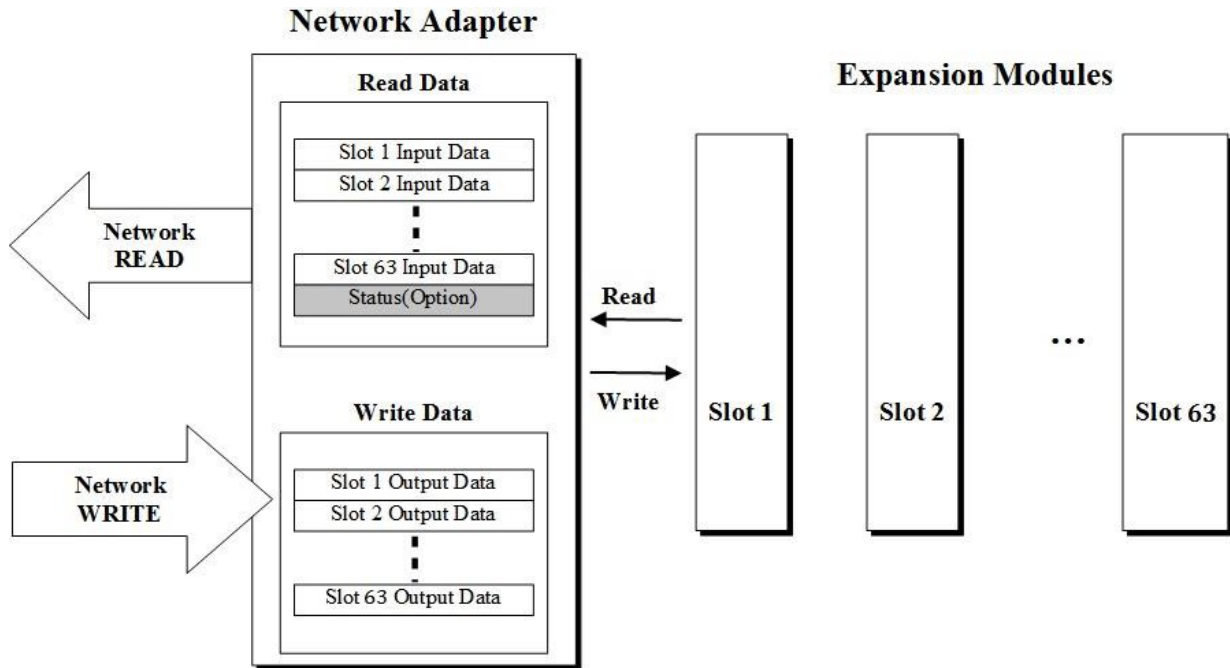 Network Adapter
Read Data
Slot 1 Input Data
Slot 2 Input Data
Slot 63 Input Data
Status(Option)
Network
READ
Write Data
Slot 1 Output Data
Slot 2 Output Data
Slot 63 Output Data
Network
WRITE
Read
Write
Expansion Modules
Slot 1
Slot 2
...
Slot 63